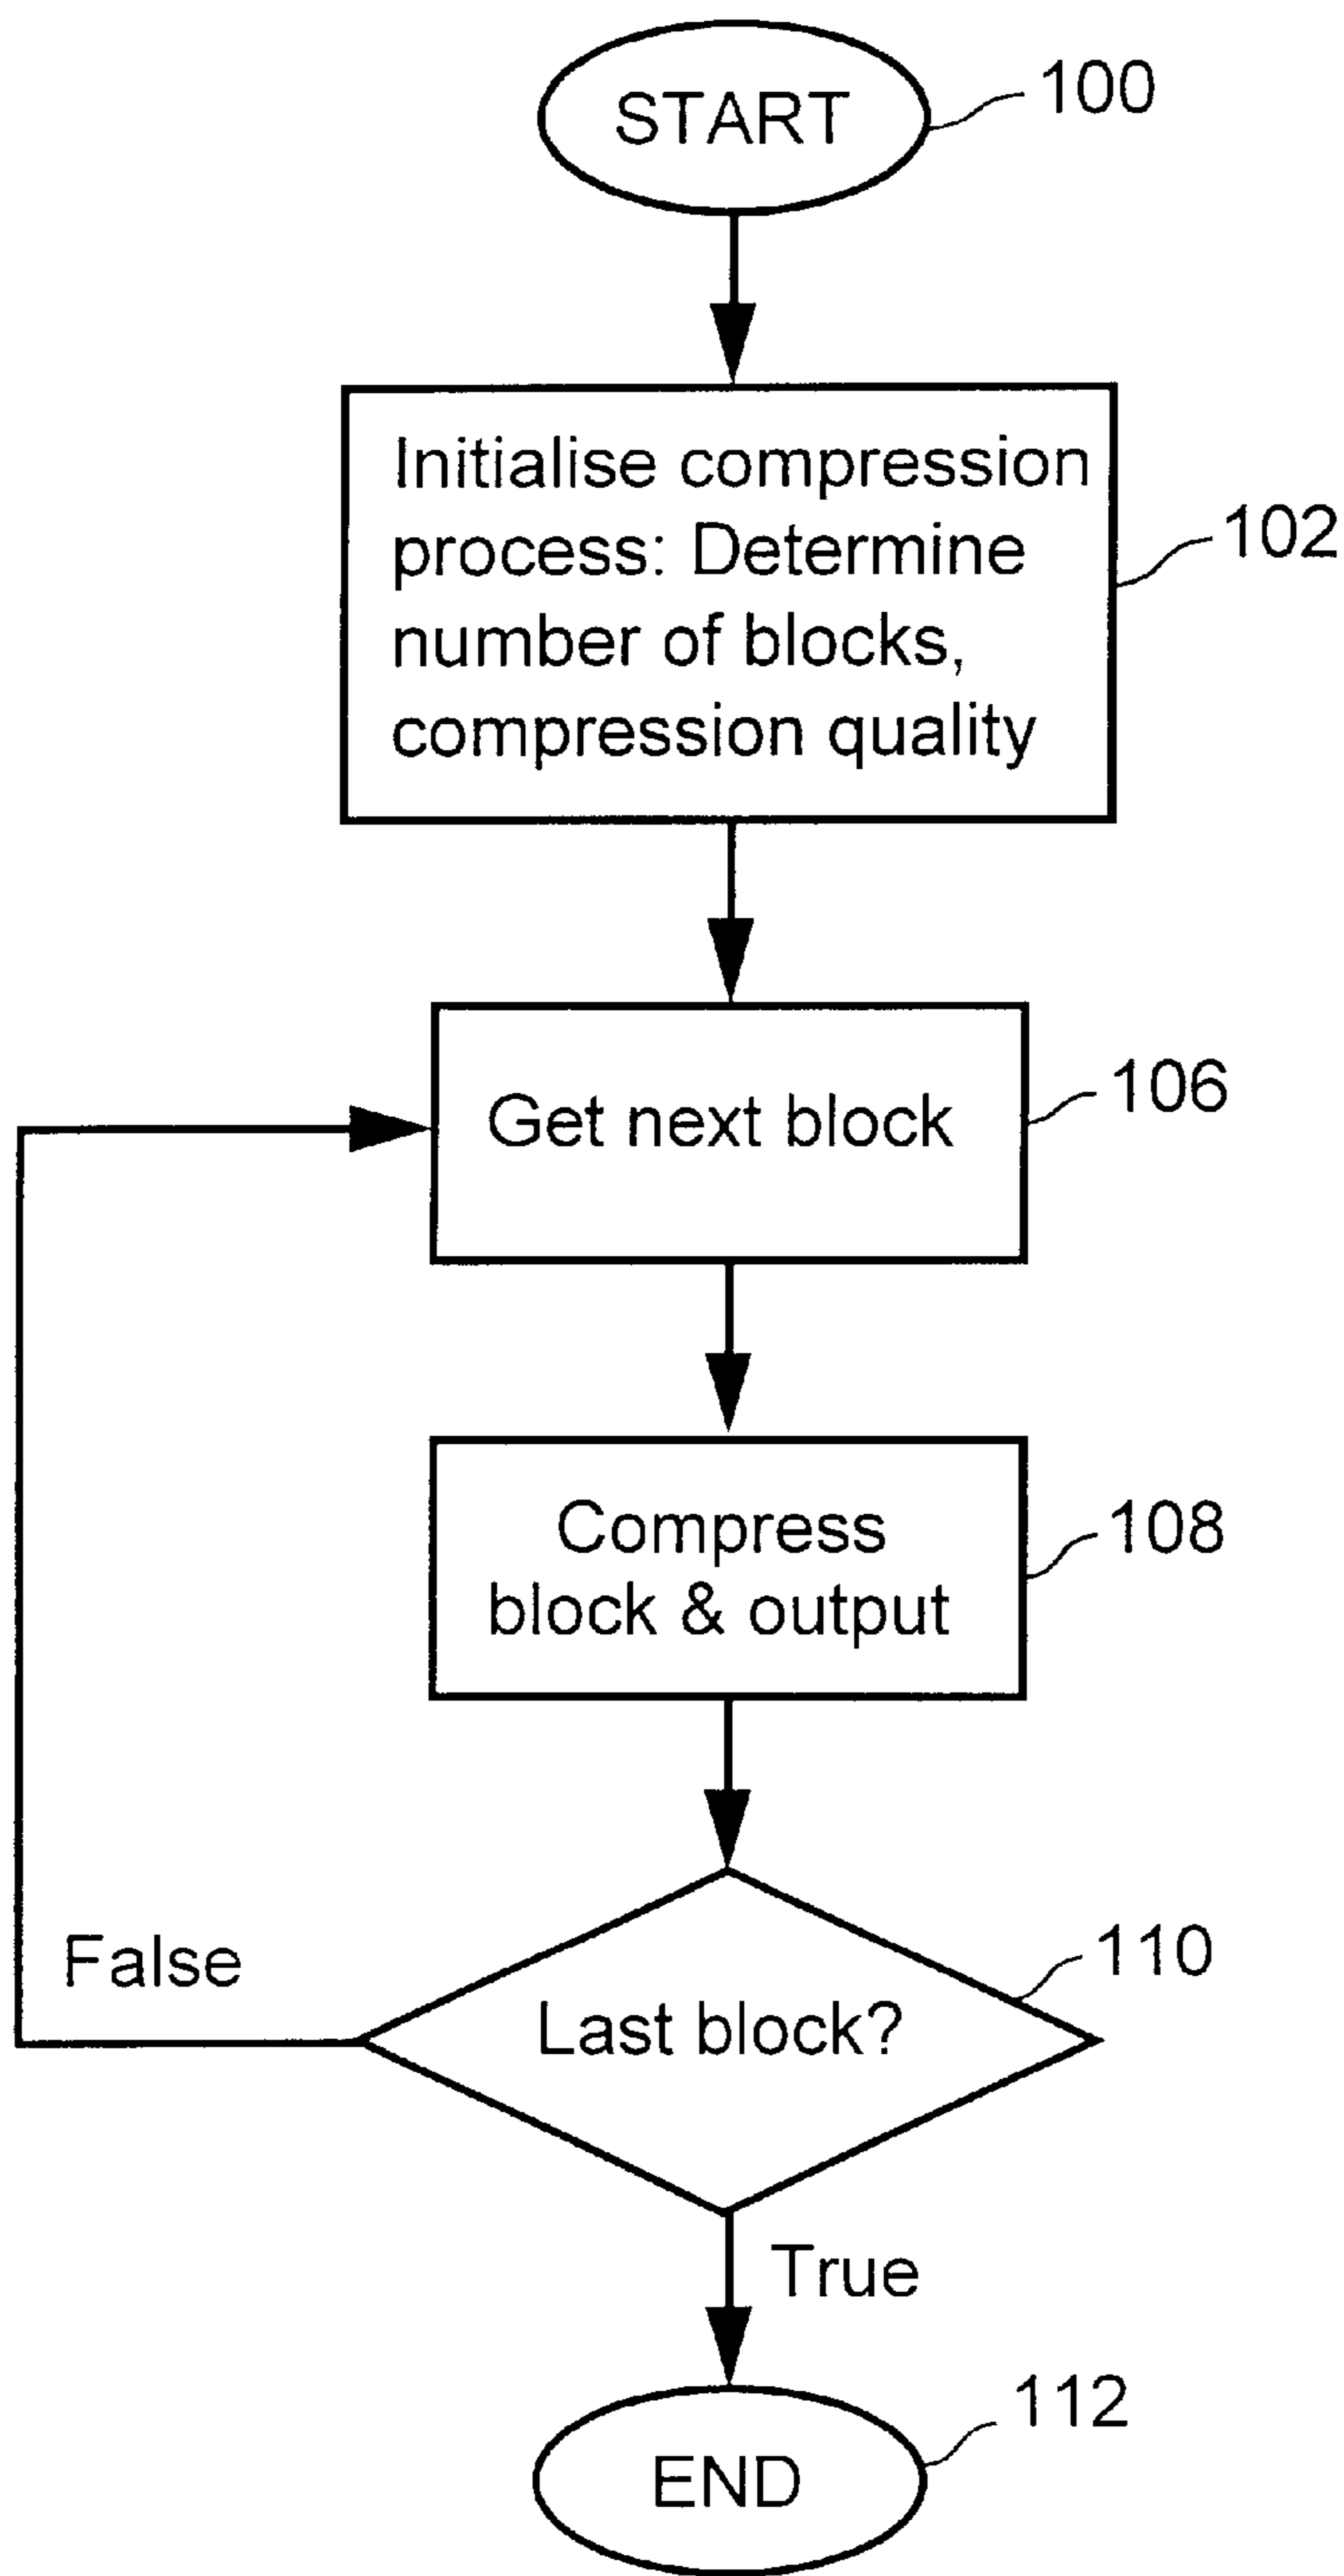 START
100
Initialise compression
process: Determine
number of blocks,
compression quality
102
Get next block
106
Compress
block & output
108
Last block?
110
False
True
END
112